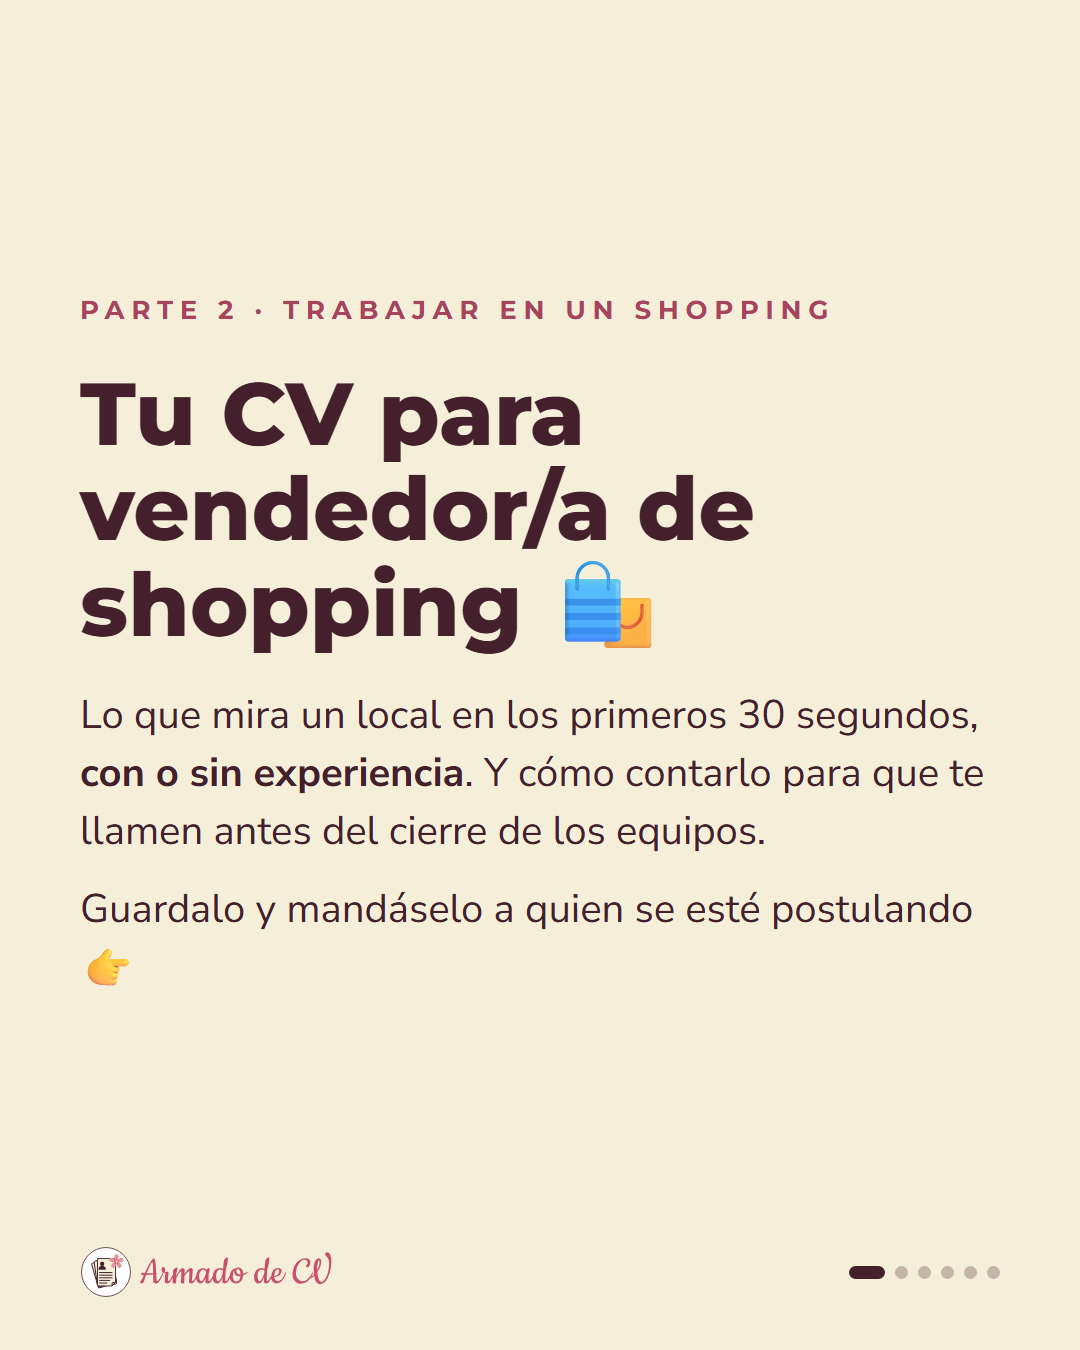 PARTE 2 · TRABAJAR EN UN SHOPPING
Tu CV para
vendedor/a de
shopping 🛍️
Lo que mira un local en los primeros 30 segundos,
con o sin experiencia. Y cómo contarlo para que te
llamen antes del cierre de los equipos.
Guardalo y mandáselo a quien se esté postulando
👉
Armado de CV